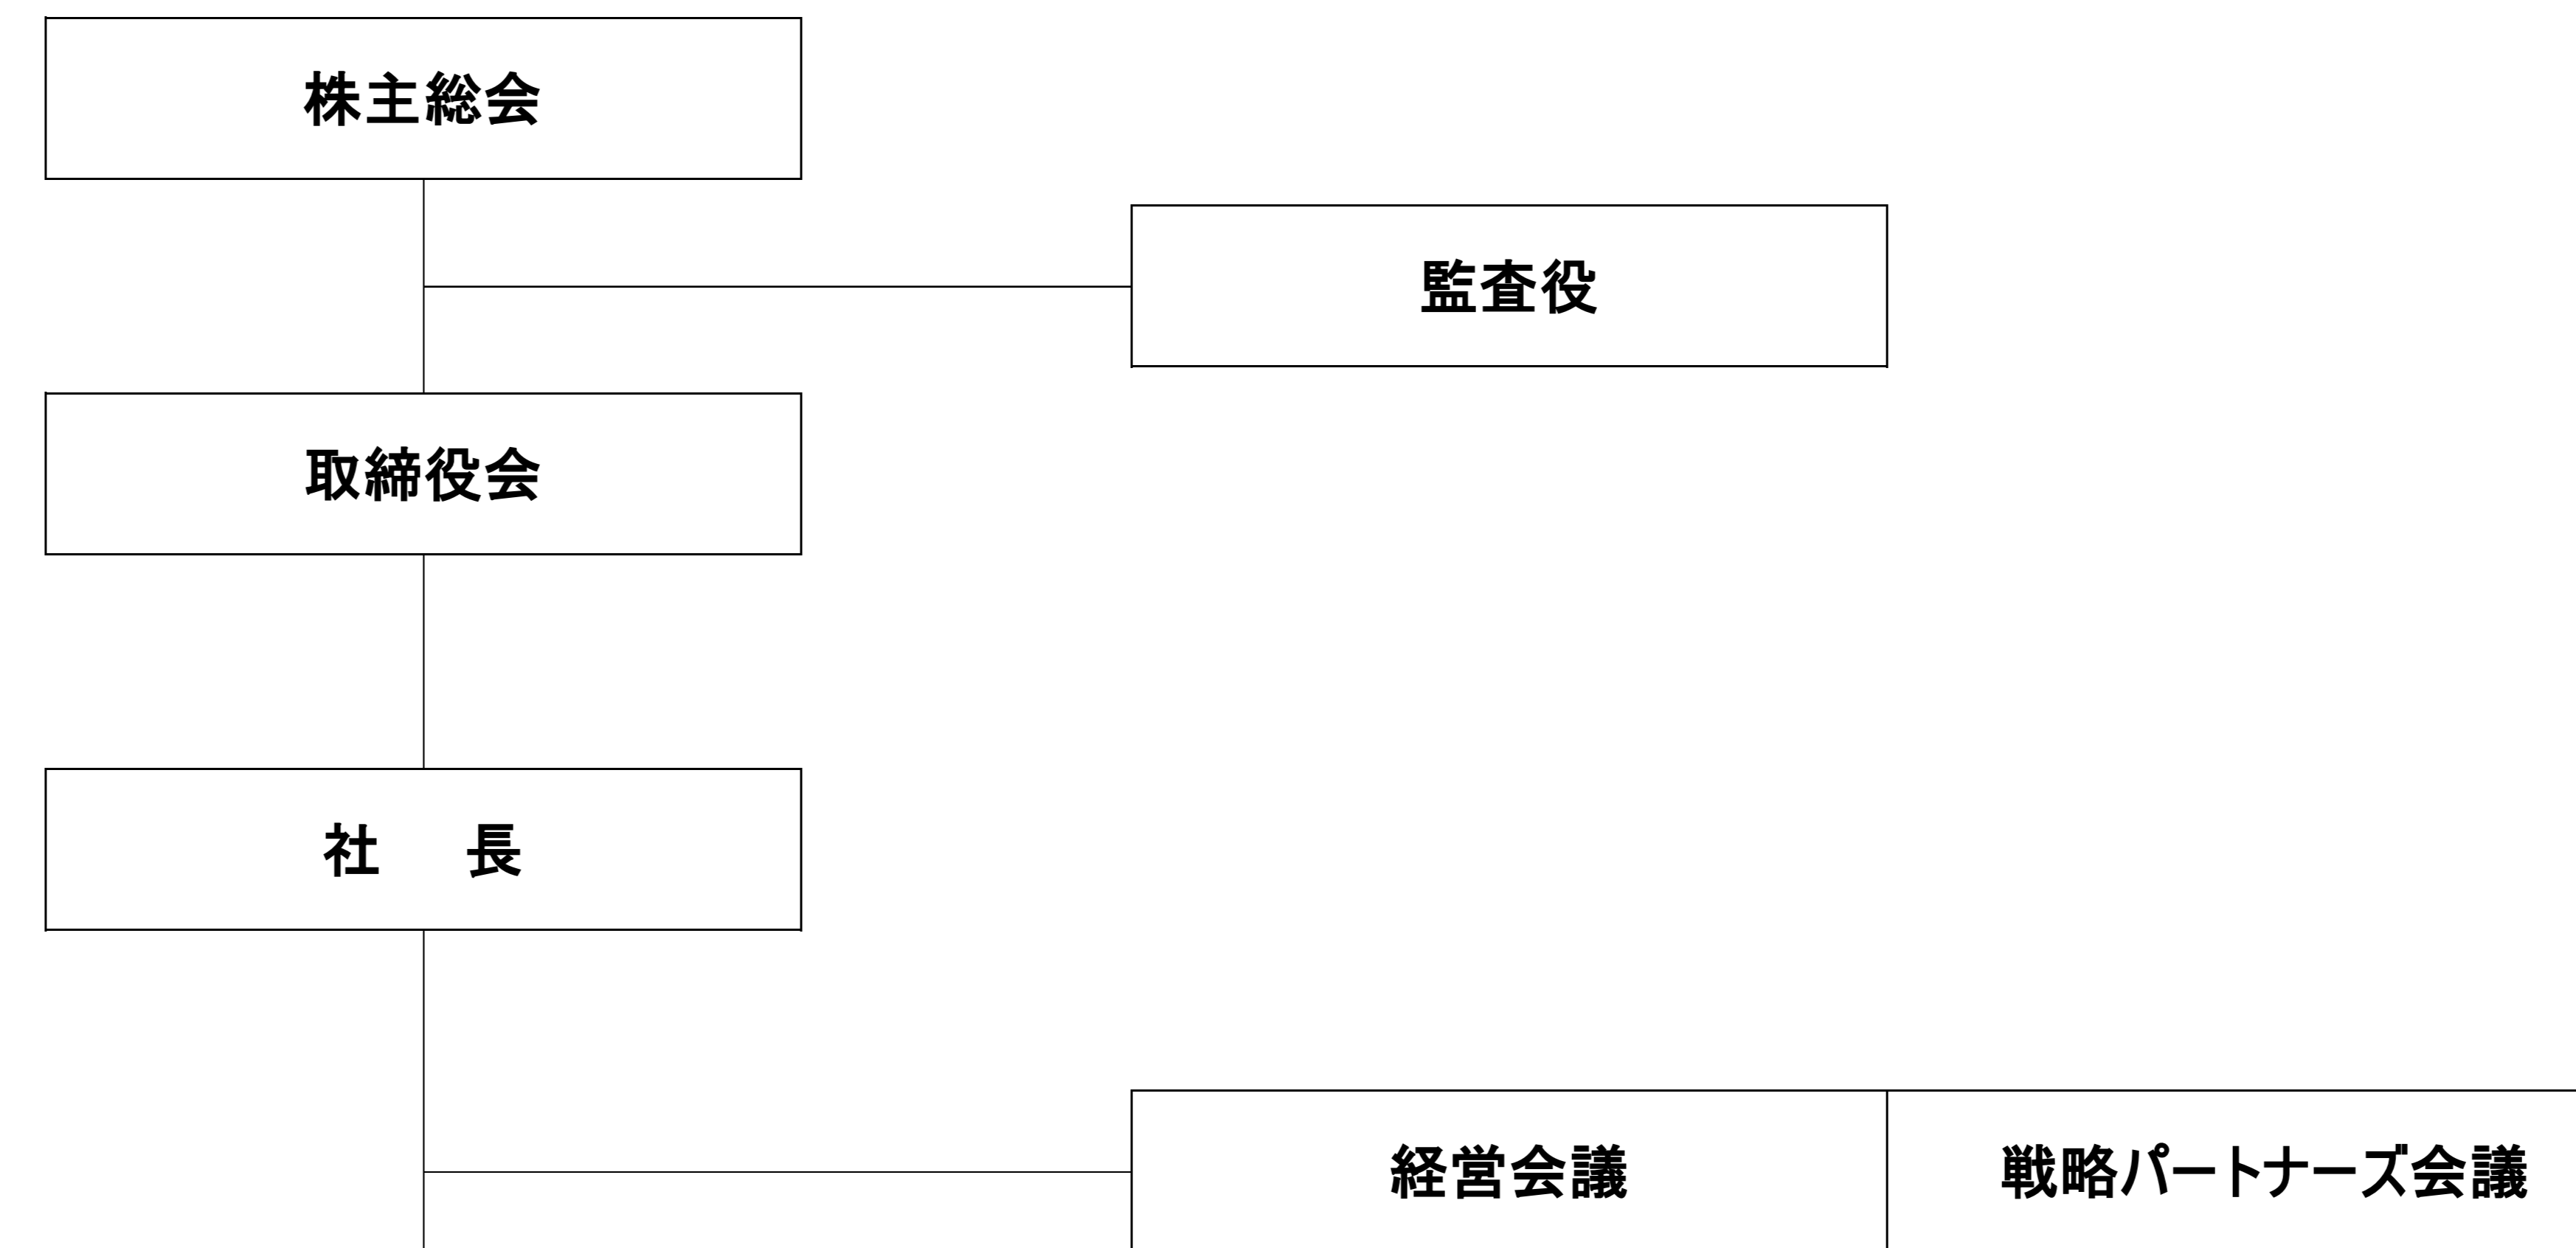 株主総会
監査役
取締役会
社　長
経営会議
戦略パートナーズ会議